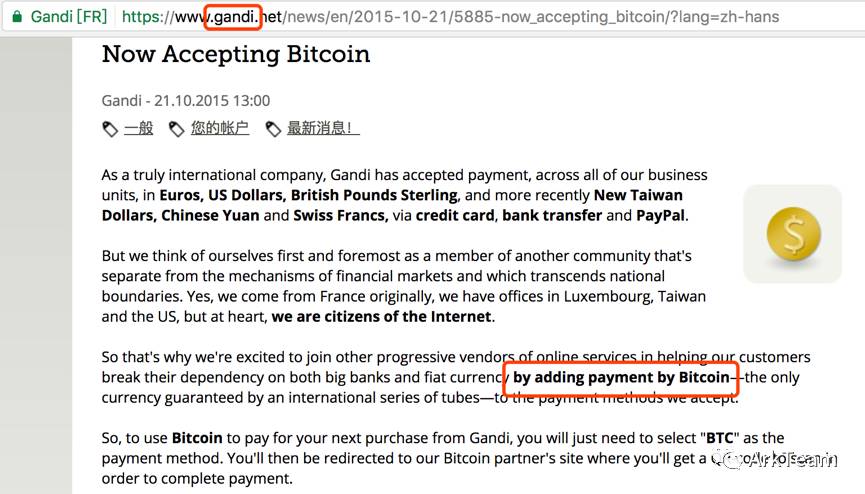 Gandi [FR] https://www.gandi.net/news/en/2015-10-21/5885-now_accepting_bitcoin/?lang=zh-hans
Now Accepting Bitcoin
Gandi - 21.10.2015 13:00
一般 您的帐户 最新消息！
As a truly international company, Gandi has accepted payment, across all of our business
units, in Euros, US Dollars, British Pounds Sterling, and more recently New Taiwan
Dollars, Chinese Yuan and Swiss Francs, via credit card, bank transfer and PayPal.
But we think of ourselves first and foremost as a member of another community that's
separate from the mechanisms of financial markets and which transcends national
boundaries. Yes, we come from France originally, we have offices in Luxembourg, Taiwan
and the US, but at heart, we are citizens of the Internet.
So that's why we're excited to join other progressive vendors of online services in helping our customers
break their dependency on both big banks and fiat currency by adding payment by Bitcoin—the only
currency guaranteed by an international series of tubes—to the payment methods we accept.
So, to use Bitcoin to pay for your next purchase from Gandi, you will just need to select "BTC" as the
payment method. You'll then be redirected to our Bitcoin partner's site where you'll get a
order to complete payment.
ArkTeam